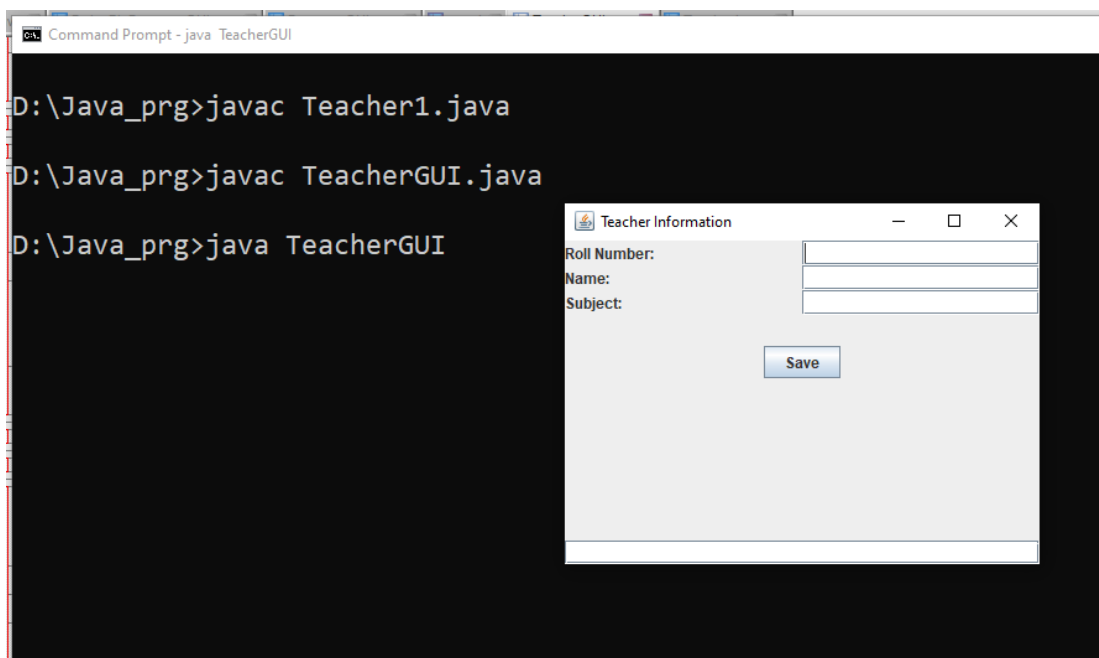 Command Prompt - java TeacherGUI
D:\Java_prg>javac Teacher1.java
D:\Java_prg>javac TeacherGUI.java
D:\Java_prg>java TeacherGUI
Teacher Information
Roll Number:
Name:
Subject:
Save